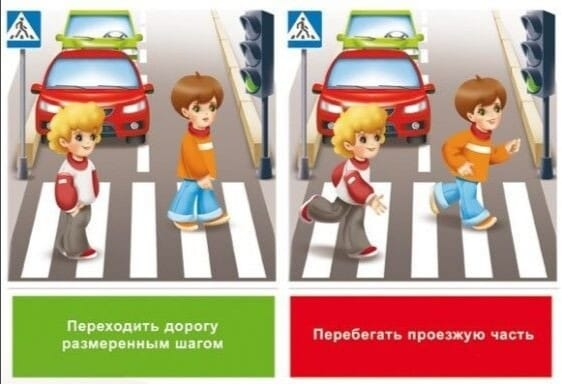 Переходить дорогу
размеренным шагом
Перебегать проезжую часть